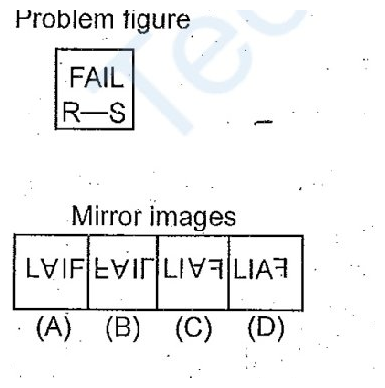 Problem figure
FAIL
R—S
Mirror images
(A) (B) (C) (D)